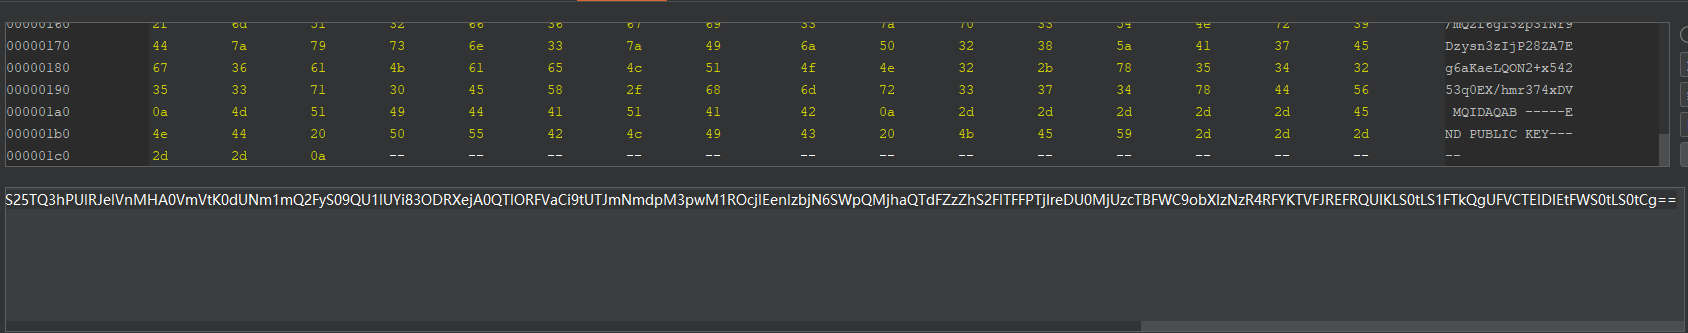 00000160 2f 6d 51 32 66 36 67 69 33 7a 70 33 54 4e 72 39 /mQ2f6gi3zp3TNr9
00000170 44 7a 79 73 6e 33 7a 49 6a 50 32 38 5a 41 37 45 Dzysn3zIjP28ZA7E
00000180 67 36 61 4b 61 65 4c 51 4f 4e 32 2b 78 35 34 32 g6aKaeLQON2+x542
00000190 35 33 71 30 45 58 2f 68 6d 72 33 37 34 78 44 56 53q0EX/hmr374xDV
000001a0 0a 4d 51 49 44 41 51 41 42 0a 2d 2d 2d 2d 2d 45 MQIDAQAB -----E
000001b0 4e 44 20 50 55 42 4c 49 43 20 4b 45 59 2d 2d 2d ND PUBLIC KEY---
000001c0 2d 2d 0a -- -- -- -- -- -- -- -- -- -- -- -- -- --
S25TQ3hPUlRJelVnMHA0VmVtK0dUNm1mQ2FyS09QU1lUYi83ODRXejA0QTlORFVaCi9tUTJmNmdpM3pwM1ROcjlEenlzbjN6SWpQMjhaQTdFZzZhS2FlTFFPTjIreDU0MjUzcTBFWC9obXIzNzR4RFYKTVFJREFRQUIKLS0tLS1FTkQgUFVCTElDIEtFWS0tLS0tCg==